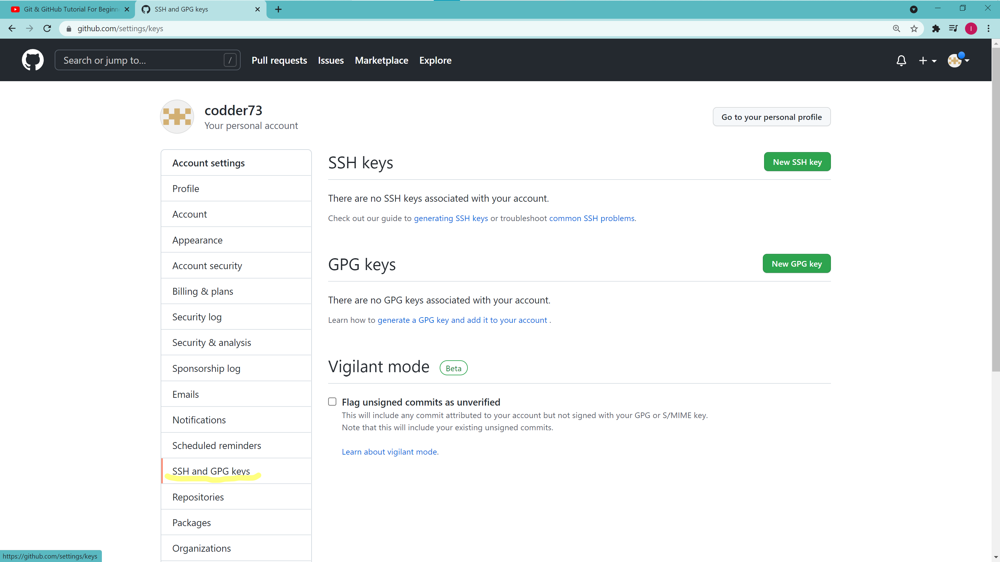 Git & GitHub Tutorial For Beginn
SSH and GPG keys
github.com/settings/keys
I
Search or jump to...
/
Pull requests
Issues
Marketplace
Explore
codder73
Your personal account
Go to your personal profile
Account settings
Profile
Account
Appearance
Account security
Billing & plans
Security log
Security & analysis
Sponsorship log
Emails
Notifications
Scheduled reminders
SSH and GPG keys
Repositories
Packages
Organizations
SSH keys
New SSH key
There are no SSH keys associated with your account.
Check out our guide to generating SSH keys or troubleshoot common SSH problems.
GPG keys
New GPG key
There are no GPG keys associated with your account.
Learn how to generate a GPG key and add it to your account .
Vigilant mode Beta
Flag unsigned commits as unverified
This will include any commit attributed to your account but not signed with your GPG or S/MIME key.
Note that this will include your existing unsigned commits.
Learn about vigilant mode.
https://github.com/settings/keys